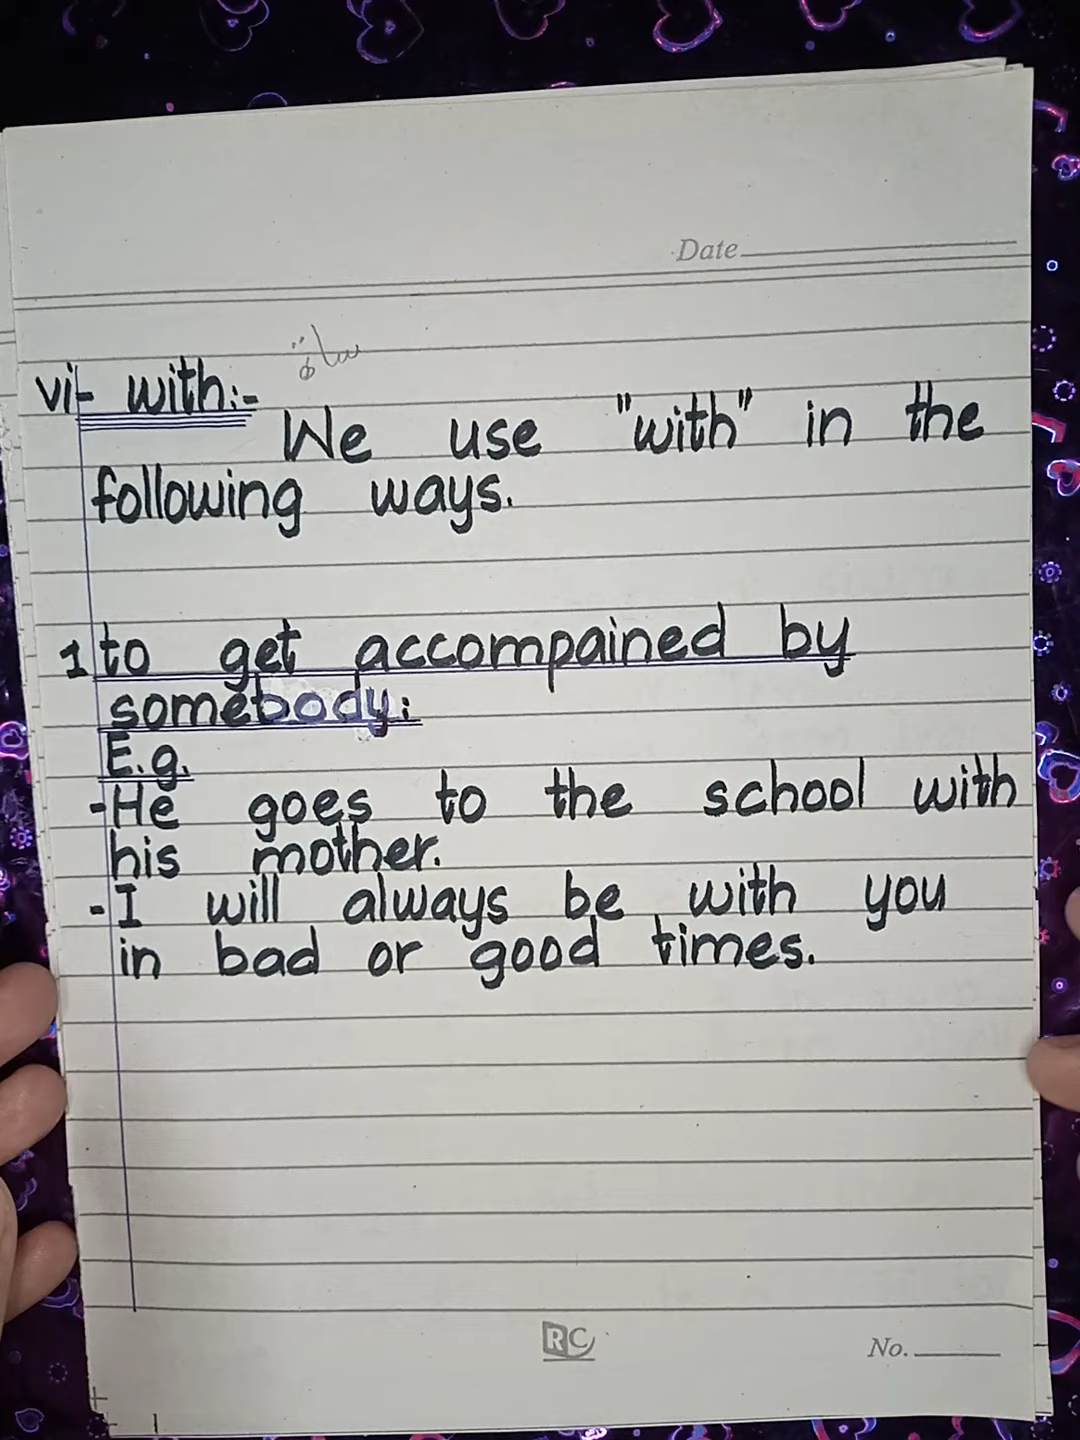 Date
ساتھ
vi- with:-
We use "with" in the
following ways.
1 to get accompained by
somebody:
E.g.
-He goes to the school with
his mother.
-I will always be with you
in bad or good times.
RC
No.